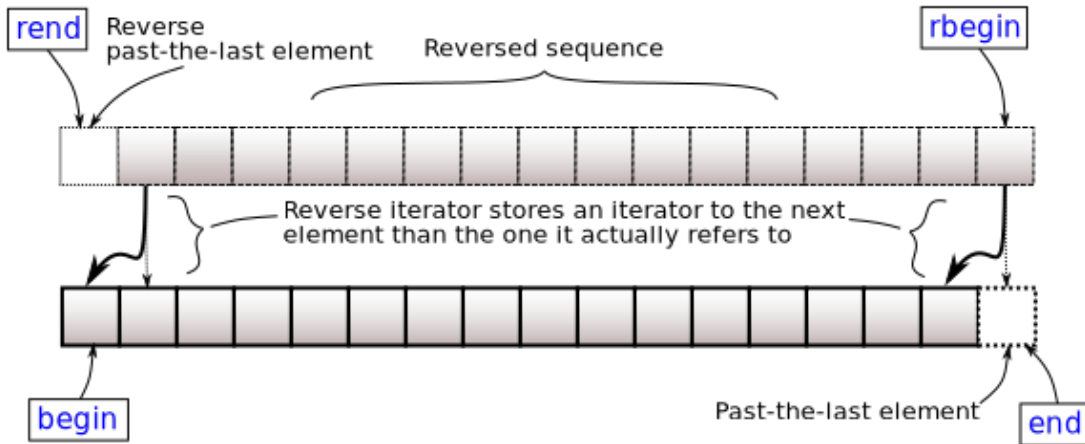 rend
Reverse
past-the-last element
Reversed sequence
rbegin
Reverse iterator stores an iterator to the next
element than the one it actually refers to
begin
Past-the-last element
end